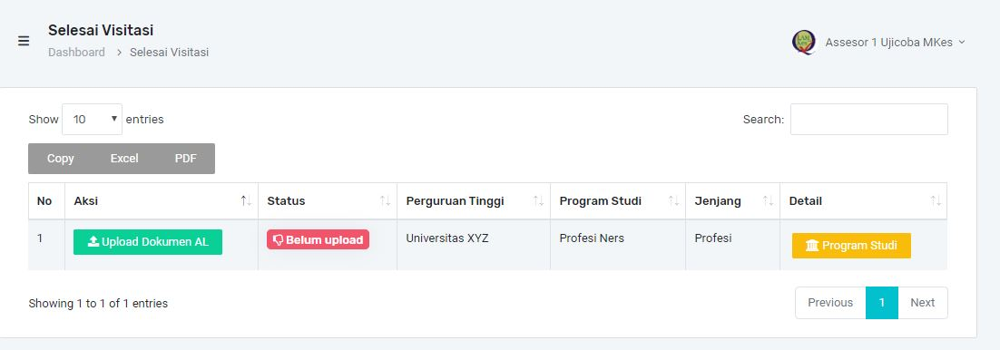 Selesai Visitasi
Dashboard > Selesai Visitasi
Assesor 1 Ujicoba MKes
Show 10 entries
Search:
Copy Excel PDF
No Aksi Status Perguruan Tinggi Program Studi Jenjang Detail
1 Upload Dokumen AL Belum upload Universitas XYZ Profesi Ners Profesi Program Studi
Showing 1 to 1 of 1 entries
Previous 1 Next